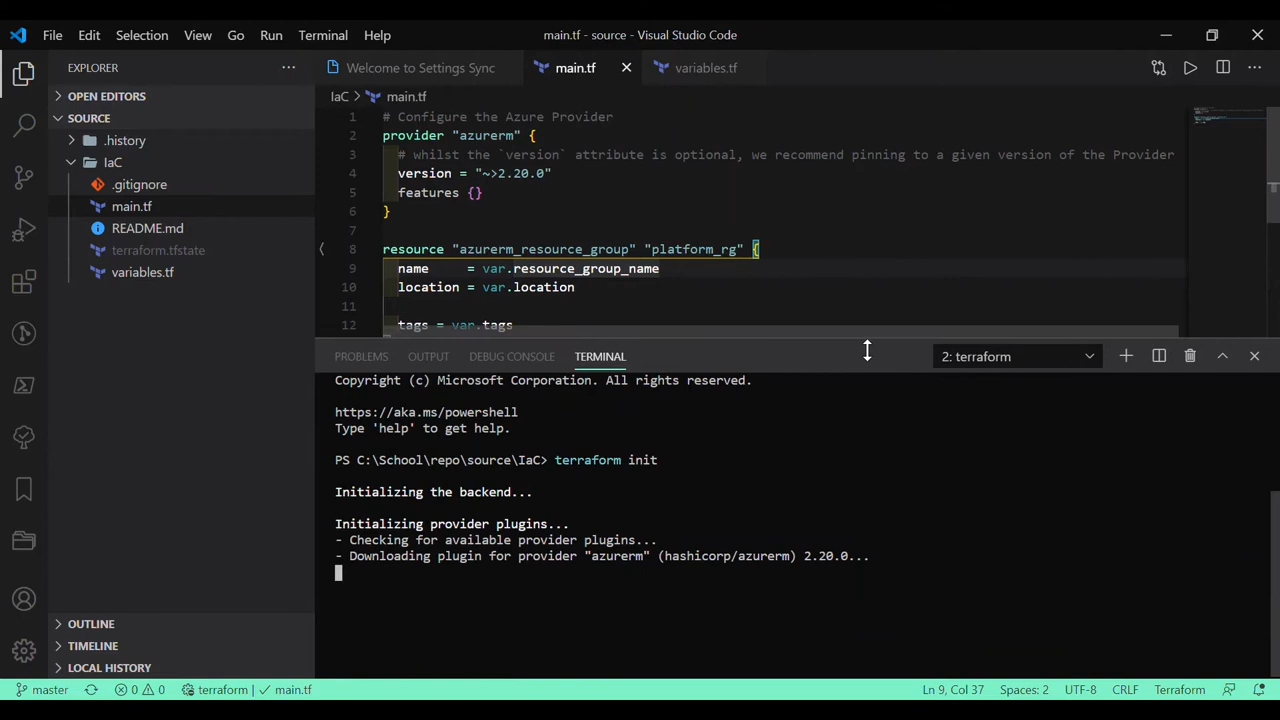 File Edit Selection View Go Run Terminal Help main.tf - source - Visual Studio Code
EXPLORER
OPEN EDITORS
SOURCE
.history
IaC
.gitignore
main.tf
README.md
terraform.tfstate
variables.tf
OUTLINE
TIMELINE
LOCAL HISTORY
Welcome to Settings Sync main.tf variables.tf
IaC > main.tf
1 # Configure the Azure Provider
2 provider "azurerm" {
3 # whilst the `version` attribute is optional, we recommend pinning to a given version of the Provider
4 version = "~>2.20.0"
5 features {}
6 }
7
8 resource "azurerm_resource_group" "platform_rg" {
9 name     = var.resource_group_name
10 location = var.location
11
12 tags = var.tags
PROBLEMS OUTPUT DEBUG CONSOLE TERMINAL 2: terraform
Copyright (c) Microsoft Corporation. All rights reserved.
https://aka.ms/powershell
Type 'help' to get help.
PS C:\School\repo\source\IaC> terraform init
Initializing the backend...
Initializing provider plugins...
- Checking for available provider plugins...
- Downloading plugin for provider "azurerm" (hashicorp/azurerm) 2.20.0...
master 0 0 terraform | ✓ main.tf Ln 9, Col 37 Spaces: 2 UTF-8 CRLF Terraform